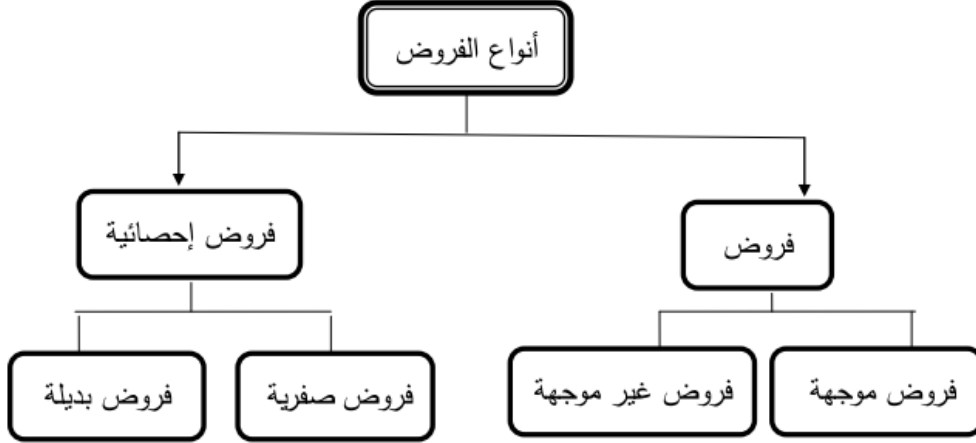 أنواع الفروض
فروض
فروض إحصائية
فروض موجهة
فروض غير موجهة
فروض صفرية
فروض بديلة